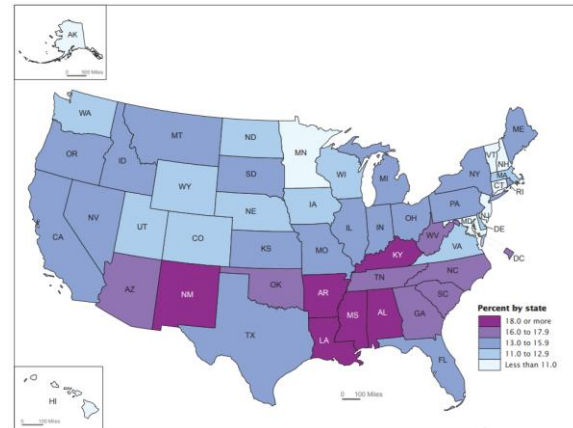 AK
0 500 Miles
WA
MT
ND
MN
ME
VT
NH
OR
ID
SD
WI
MI
NY
MA
CT
RI
WY
NE
IA
PA
NJ
NV
UT
CO
IL
IN
OH
MD
DE
CA
KS
MO
WV
VA
DC
KY
AZ
NM
OK
AR
TN
NC
SC
MS
AL
GA
TX
LA
FL
Percent by state
18.0 or more
16.0 to 17.9
13.0 to 15.9
11.0 to 12.9
Less than 11.0
HI
0 100 Miles
0 100 Miles